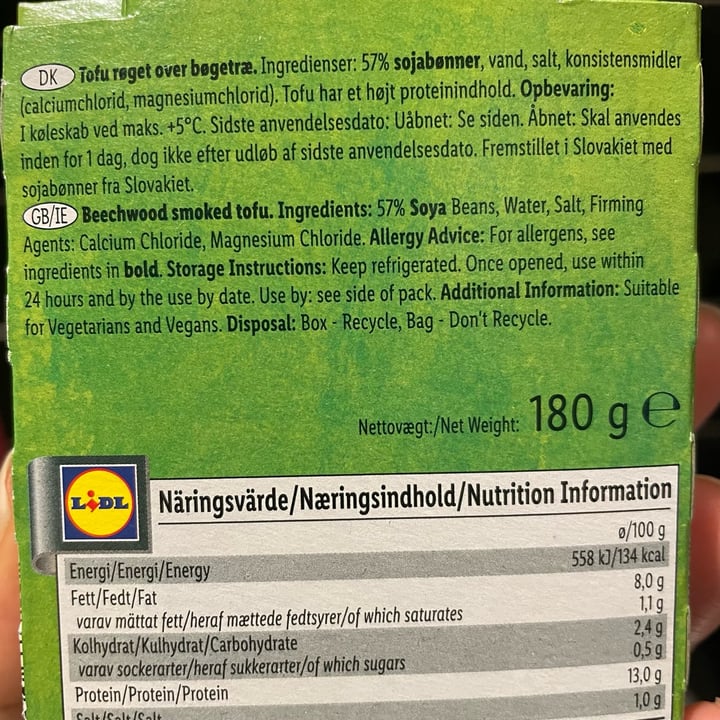 DK Tofu røget over bøgetræ. Ingredienser: 57% sojabønner, vand, salt, konsistensmidler
(calciumchlorid, magnesiumchlorid). Tofu har et højt proteinindhold. Opbevaring:
I køleskab ved maks. +5°C. Sidste anvendelsesdato: Uåbnet: Se siden. Åbnet: Skal anvendes
inden for 1 dag, dog ikke efter udløb af sidste anvendelsesdato. Fremstillet i Slovakiet med
sojabønner fra Slovakiet.
GB/IE Beechwood smoked tofu. Ingredients: 57% Soya Beans, Water, Salt, Firming
Agents: Calcium Chloride, Magnesium Chloride. Allergy Advice: For allergens, see
ingredients in bold. Storage Instructions: Keep refrigerated. Once opened, use within
24 hours and by the use by date. Use by: see side of pack. Additional Information: Suitable
for Vegetarians and Vegans. Disposal: Box - Recycle, Bag - Don't Recycle.
Nettovægt:/Net Weight: 180 g ℮
LIDL
Näringsvärde/Næringsindhold/Nutrition Information
ø/100 g
Energi/Energi/Energy 558 kJ/134 kcal
Fett/Fedt/Fat 8,0 g
varav mättat fett/heraf mættede fedtsyrer/of which saturates 1,1 g
Kolhydrat/Kulhydrat/Carbohydrate 2,4 g
varav sockerarter/heraf sukkerarter/of which sugars 0,5 g
Protein/Protein/Protein 13,0 g
Salt/Salt/Salt 1,0 g